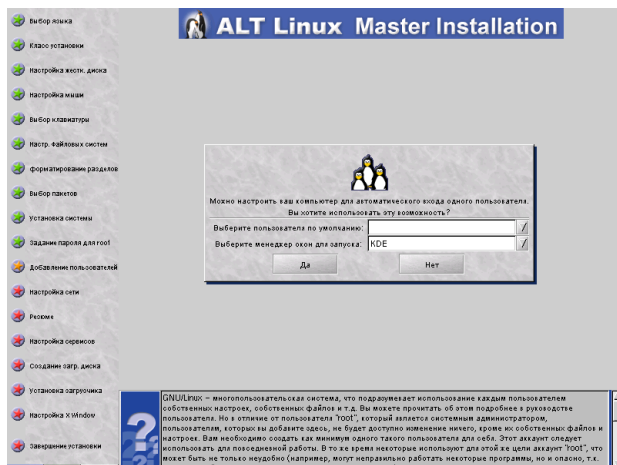 ALT Linux Master Installation
Выбор языка
Класс установки
Настройка жестк. диска
Настройка мыши
Выбор клавиатуры
Настр. Файловых систем
форматирование разделов
Выбор пакетов
Установка системы
Задание пароля для root
Добавление пользователей
Настройка сети
Резюме
Настройка сервисов
Создание загр. диска
Установка загрузчика
Настройка X Window
Завершение установки
Можно настроить ваш компьютер для автоматического входа одного пользователя.
Вы хотите использовать эту возможность?
Выберите пользователя по умолчанию:
Выберите менеджер окон для запуска: KDE
Да Нет
GNU/Linux – многопользовательская система, что подразумевает использование каждым пользователем
собственных настроек, собственных файлов и т.д. Вы можете прочитать об этом подробнее в руководстве
пользователя. Но в отличие от пользователя "root", который является системным администратором,
пользователям, которых вы добавите здесь, не будет доступно изменение ничего, кроме их собственных файлов и
настроек. Вам необходимо создать как минимум одного такого пользователя для себя. Этот аккаунт следует
использовать для повседневной работы. В то же время некоторые используют для этой же цели аккаунт "root", что
может быть не только неудобно (например, могут неправильно работать некоторые программы, но и опасно, т.к.